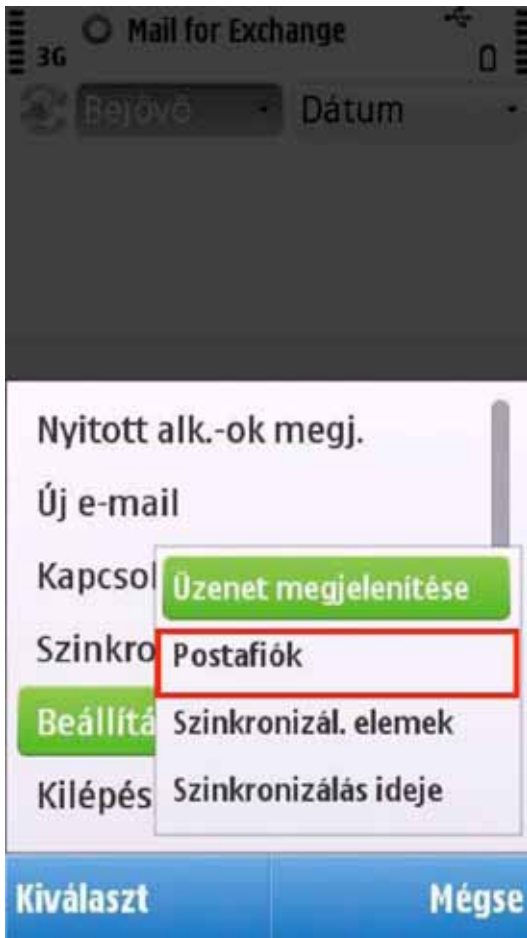 3G
Mail for Exchange
Bejövő
Dátum
Nyitott alk.-ok megj.
Új e-mail
Kapcsol
Üzenet megjelenítése
Szinkro
Postafiók
Beállítá
Szinkronizál. elemek
Kilépés
Szinkronizálás ideje
Kiválaszt
Mégse